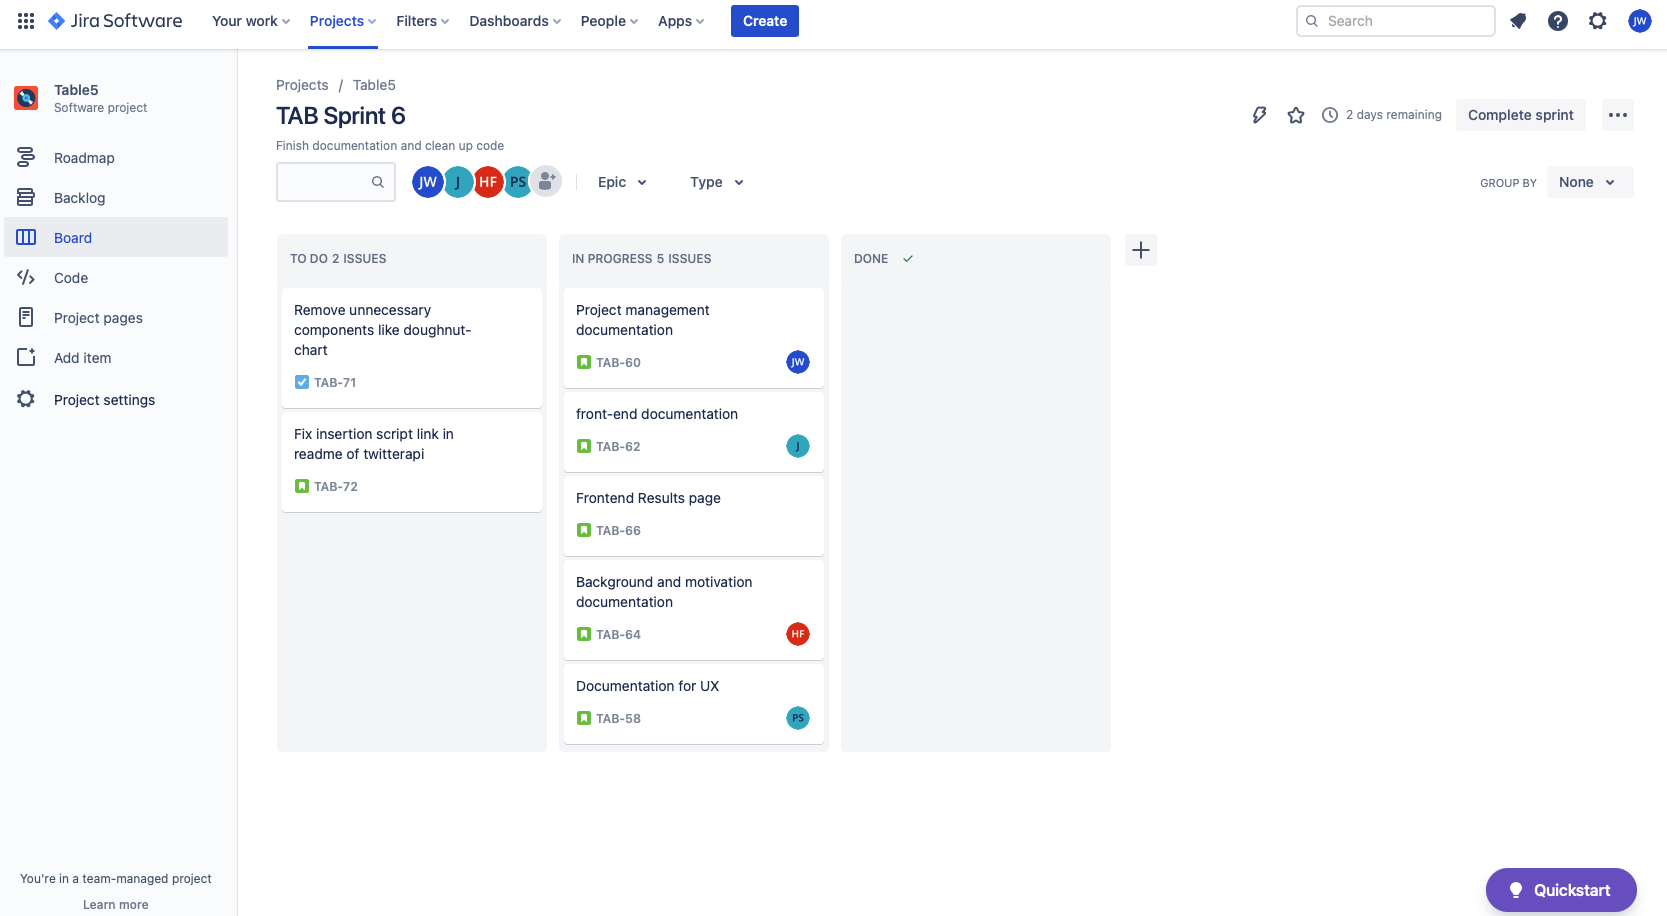 Jira Software
Your work
Projects
Filters
Dashboards
People
Apps
Create
Search
JW
Table5
Software project
Roadmap
Backlog
Board
Code
Project pages
Add item
Project settings
You're in a team-managed project
Learn more
Projects / Table5
TAB Sprint 6
2 days remaining
Complete sprint
Finish documentation and clean up code
JW
J
HF
PS
Epic
Type
GROUP BY
None
TO DO 2 ISSUES
Remove unnecessary
components like doughnut-
chart
TAB-71
Fix insertion script link in
readme of twitterapi
TAB-72
IN PROGRESS 5 ISSUES
Project management
documentation
TAB-60
JW
front-end documentation
TAB-62
J
Frontend Results page
TAB-66
Background and motivation
documentation
TAB-64
HF
Documentation for UX
TAB-58
PS
DONE
Quickstart